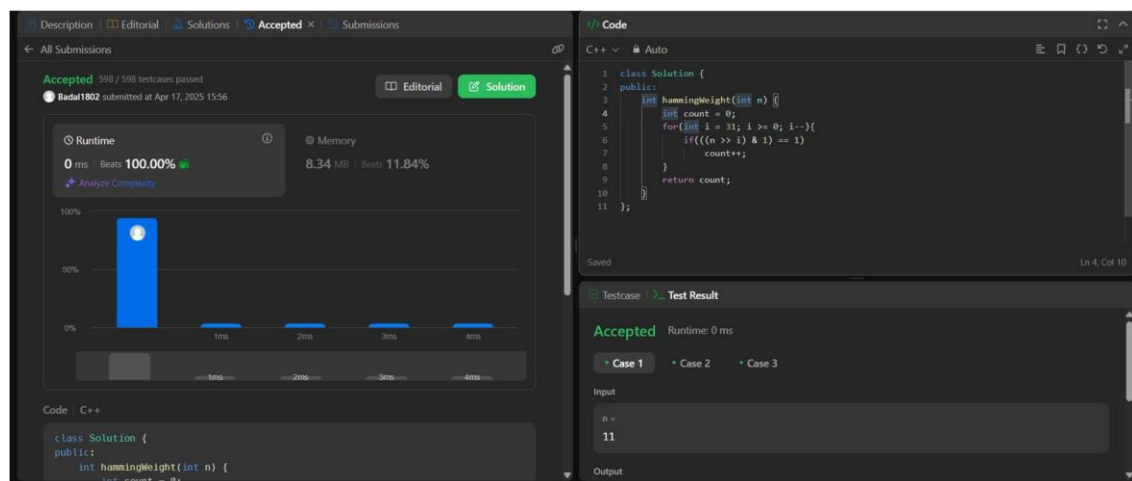 Description | Editorial | Solutions | Accepted × | Submissions
← All Submissions
Accepted 598 / 598 testcases passed
Badal1802 submitted at Apr 17, 2025 15:56
Editorial
Solution
Runtime
0 ms | Beats 100.00%
Analyze Complexity
Memory
8.34 MB | Beats 11.84%
100%
50%
0%
1ms 2ms 3ms 4ms
1ms 2ms 3ms 4ms
Code | C++
class Solution {
public:
    int hammingWeight(int n) {
        int count = 0;
</> Code
C++ Auto
1 class Solution {
2 public:
3     int hammingWeight(int n) {
4         int count = 0;
5         for(int i = 31; i >= 0; i--){
6             if(((n >> i) & 1) == 1)
7                 count++;
8         }
9         return count;
10     }
11 };
Saved
Ln 4, Col 10
Testcase | >_ Test Result
Accepted Runtime: 0 ms
• Case 1 • Case 2 • Case 3
Input
n =
11
Output